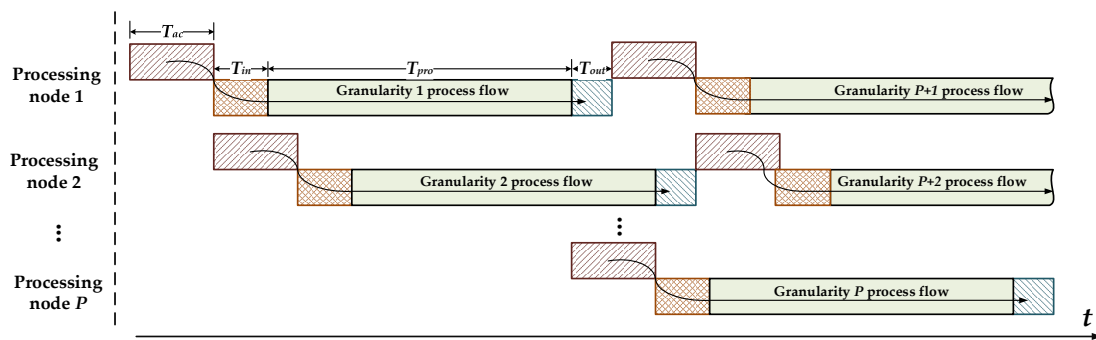 T_ac
T_in
T_pro
T_out
Processing
node 1
Granularity 1 process flow
Granularity P+1 process flow
Processing
node 2
Granularity 2 process flow
Granularity P+2 process flow
Processing
node P
Granularity P process flow
t